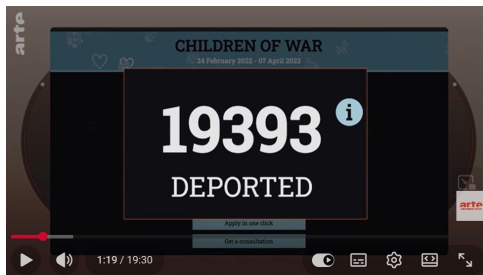 arte
CHILDREN OF WAR
24 February 2022 - 07 April 2023
19393
i
DEPORTED
arte
Apply in one click
Get a consultation
1:19 / 19:30